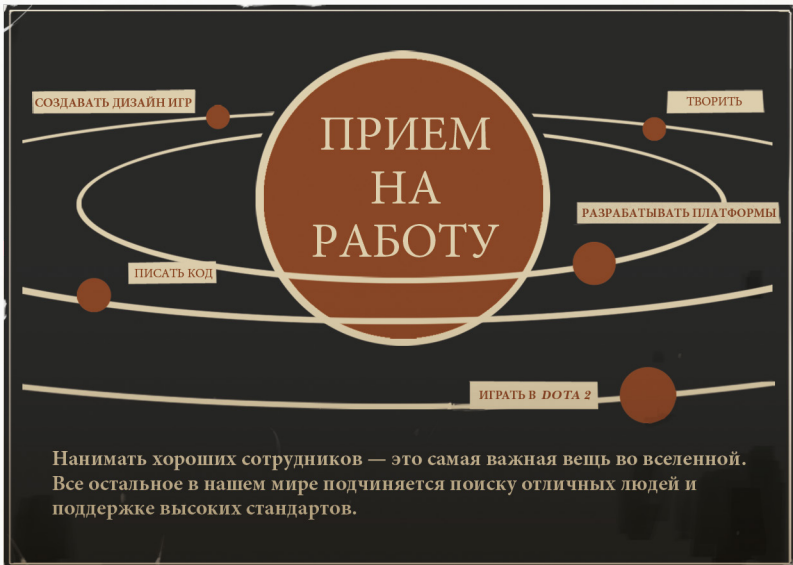 СОЗДАВАТЬ ДИЗАЙН ИГР
ТВОРИТЬ
ПРИЕМ
НА
РАБОТУ
РАЗРАБАТЫВАТЬ ПЛАТФОРМЫ
ПИСАТЬ КОД
ИГРАТЬ В DOTA 2
Нанимать хороших сотрудников — это самая важная вещь во вселенной.
Все остальное в нашем мире подчиняется поиску отличных людей и
поддержке высоких стандартов.